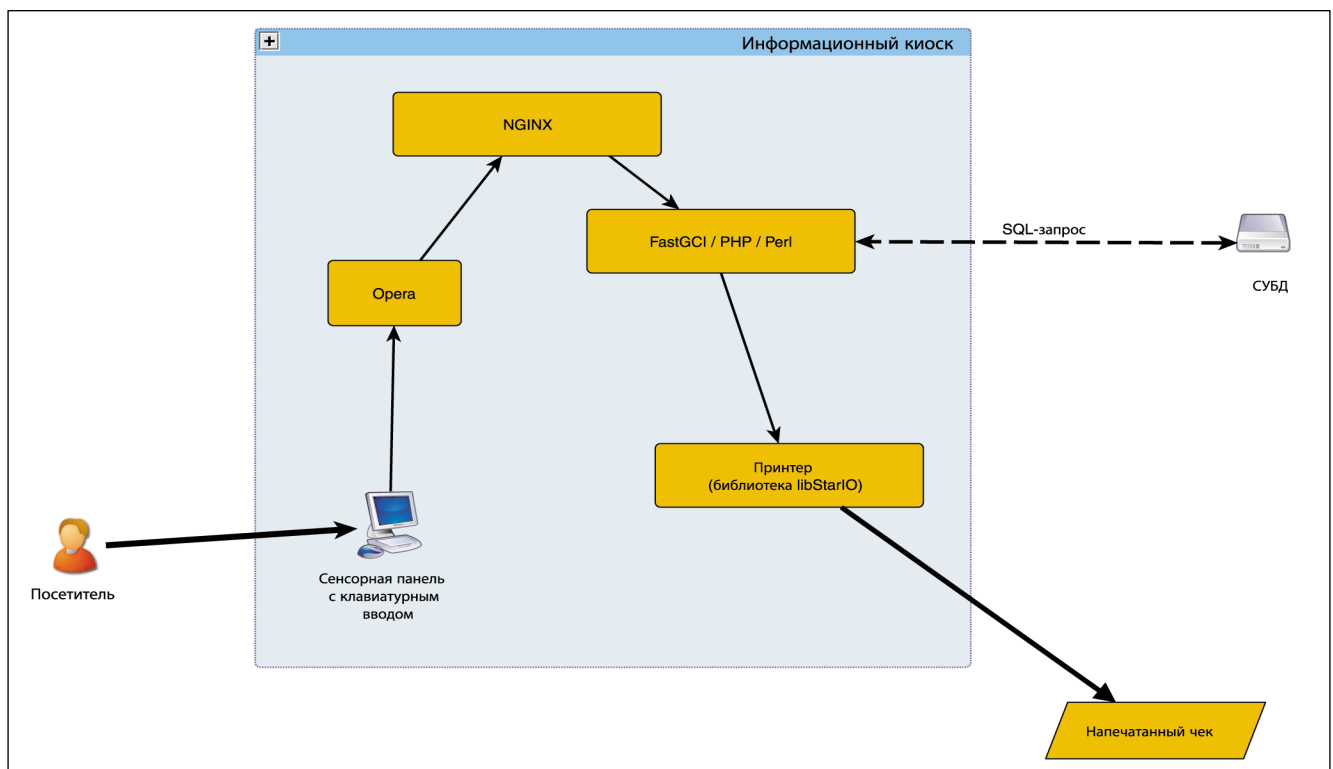 Информационный киоск
NGINX
FastGCI / PHP / Perl
SQL-запрос
СУБД
Opera
Принтер
(библиотека libStarIO)
Посетитель
Сенсорная панель
с клавиатурным
вводом
Напечатанный чек